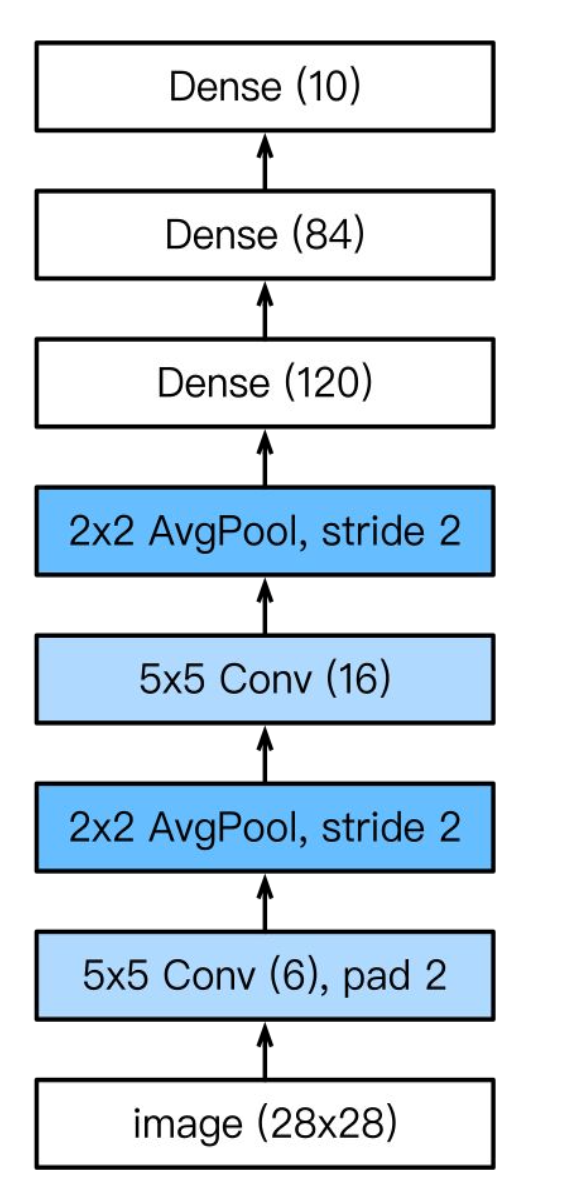 Dense (10)
Dense (84)
Dense (120)
2x2 AvgPool, stride 2
5x5 Conv (16)
2x2 AvgPool, stride 2
5x5 Conv (6), pad 2
image (28x28)